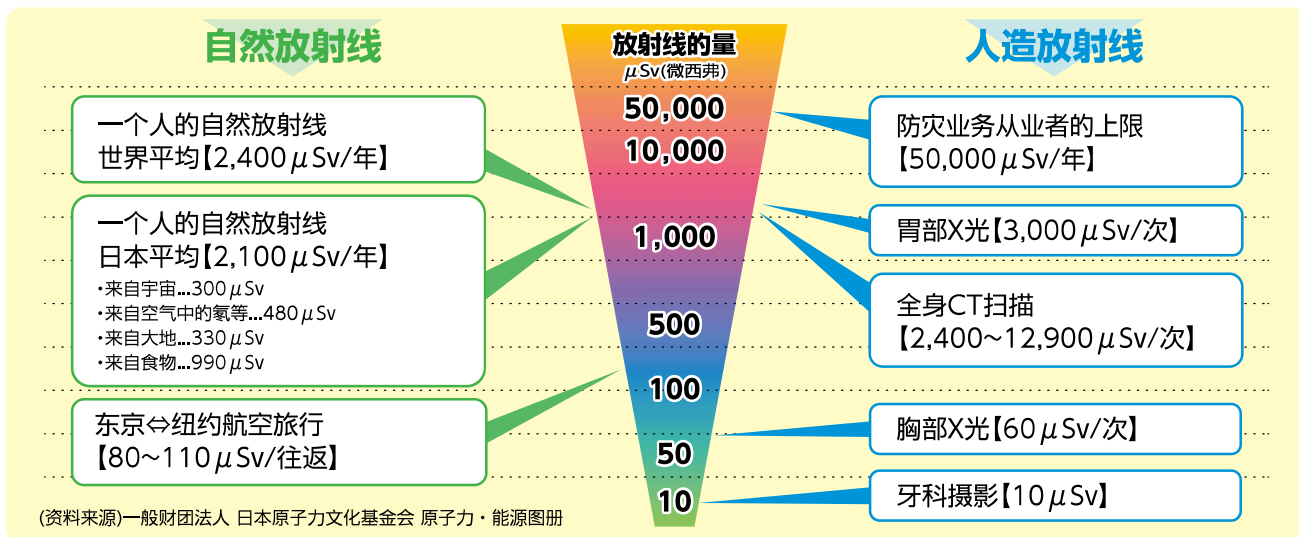 自然放射线
一个人的自然放射线
世界平均【2,400μSv/年】
一个人的自然放射线
日本平均【2,100μSv/年】
・来自宇宙...300μSv
・来自空气中的氡等...480μSv
・来自大地...330μSv
・来自食物...990μSv
东京⇔纽约航空旅行
【80~110μSv/往返】
(资料来源)一般财团法人 日本原子力文化基金会 原子力・能源图册
放射线的量
μSv(微西弗)
50,000
10,000
1,000
500
100
50
10
人造放射线
防灾业务从业者的上限
【50,000μSv/年】
胃部X光【3,000μSv/次】
全身CT扫描
【2,400~12,900μSv/次】
胸部X光【60μSv/次】
牙科摄影【10μSv】